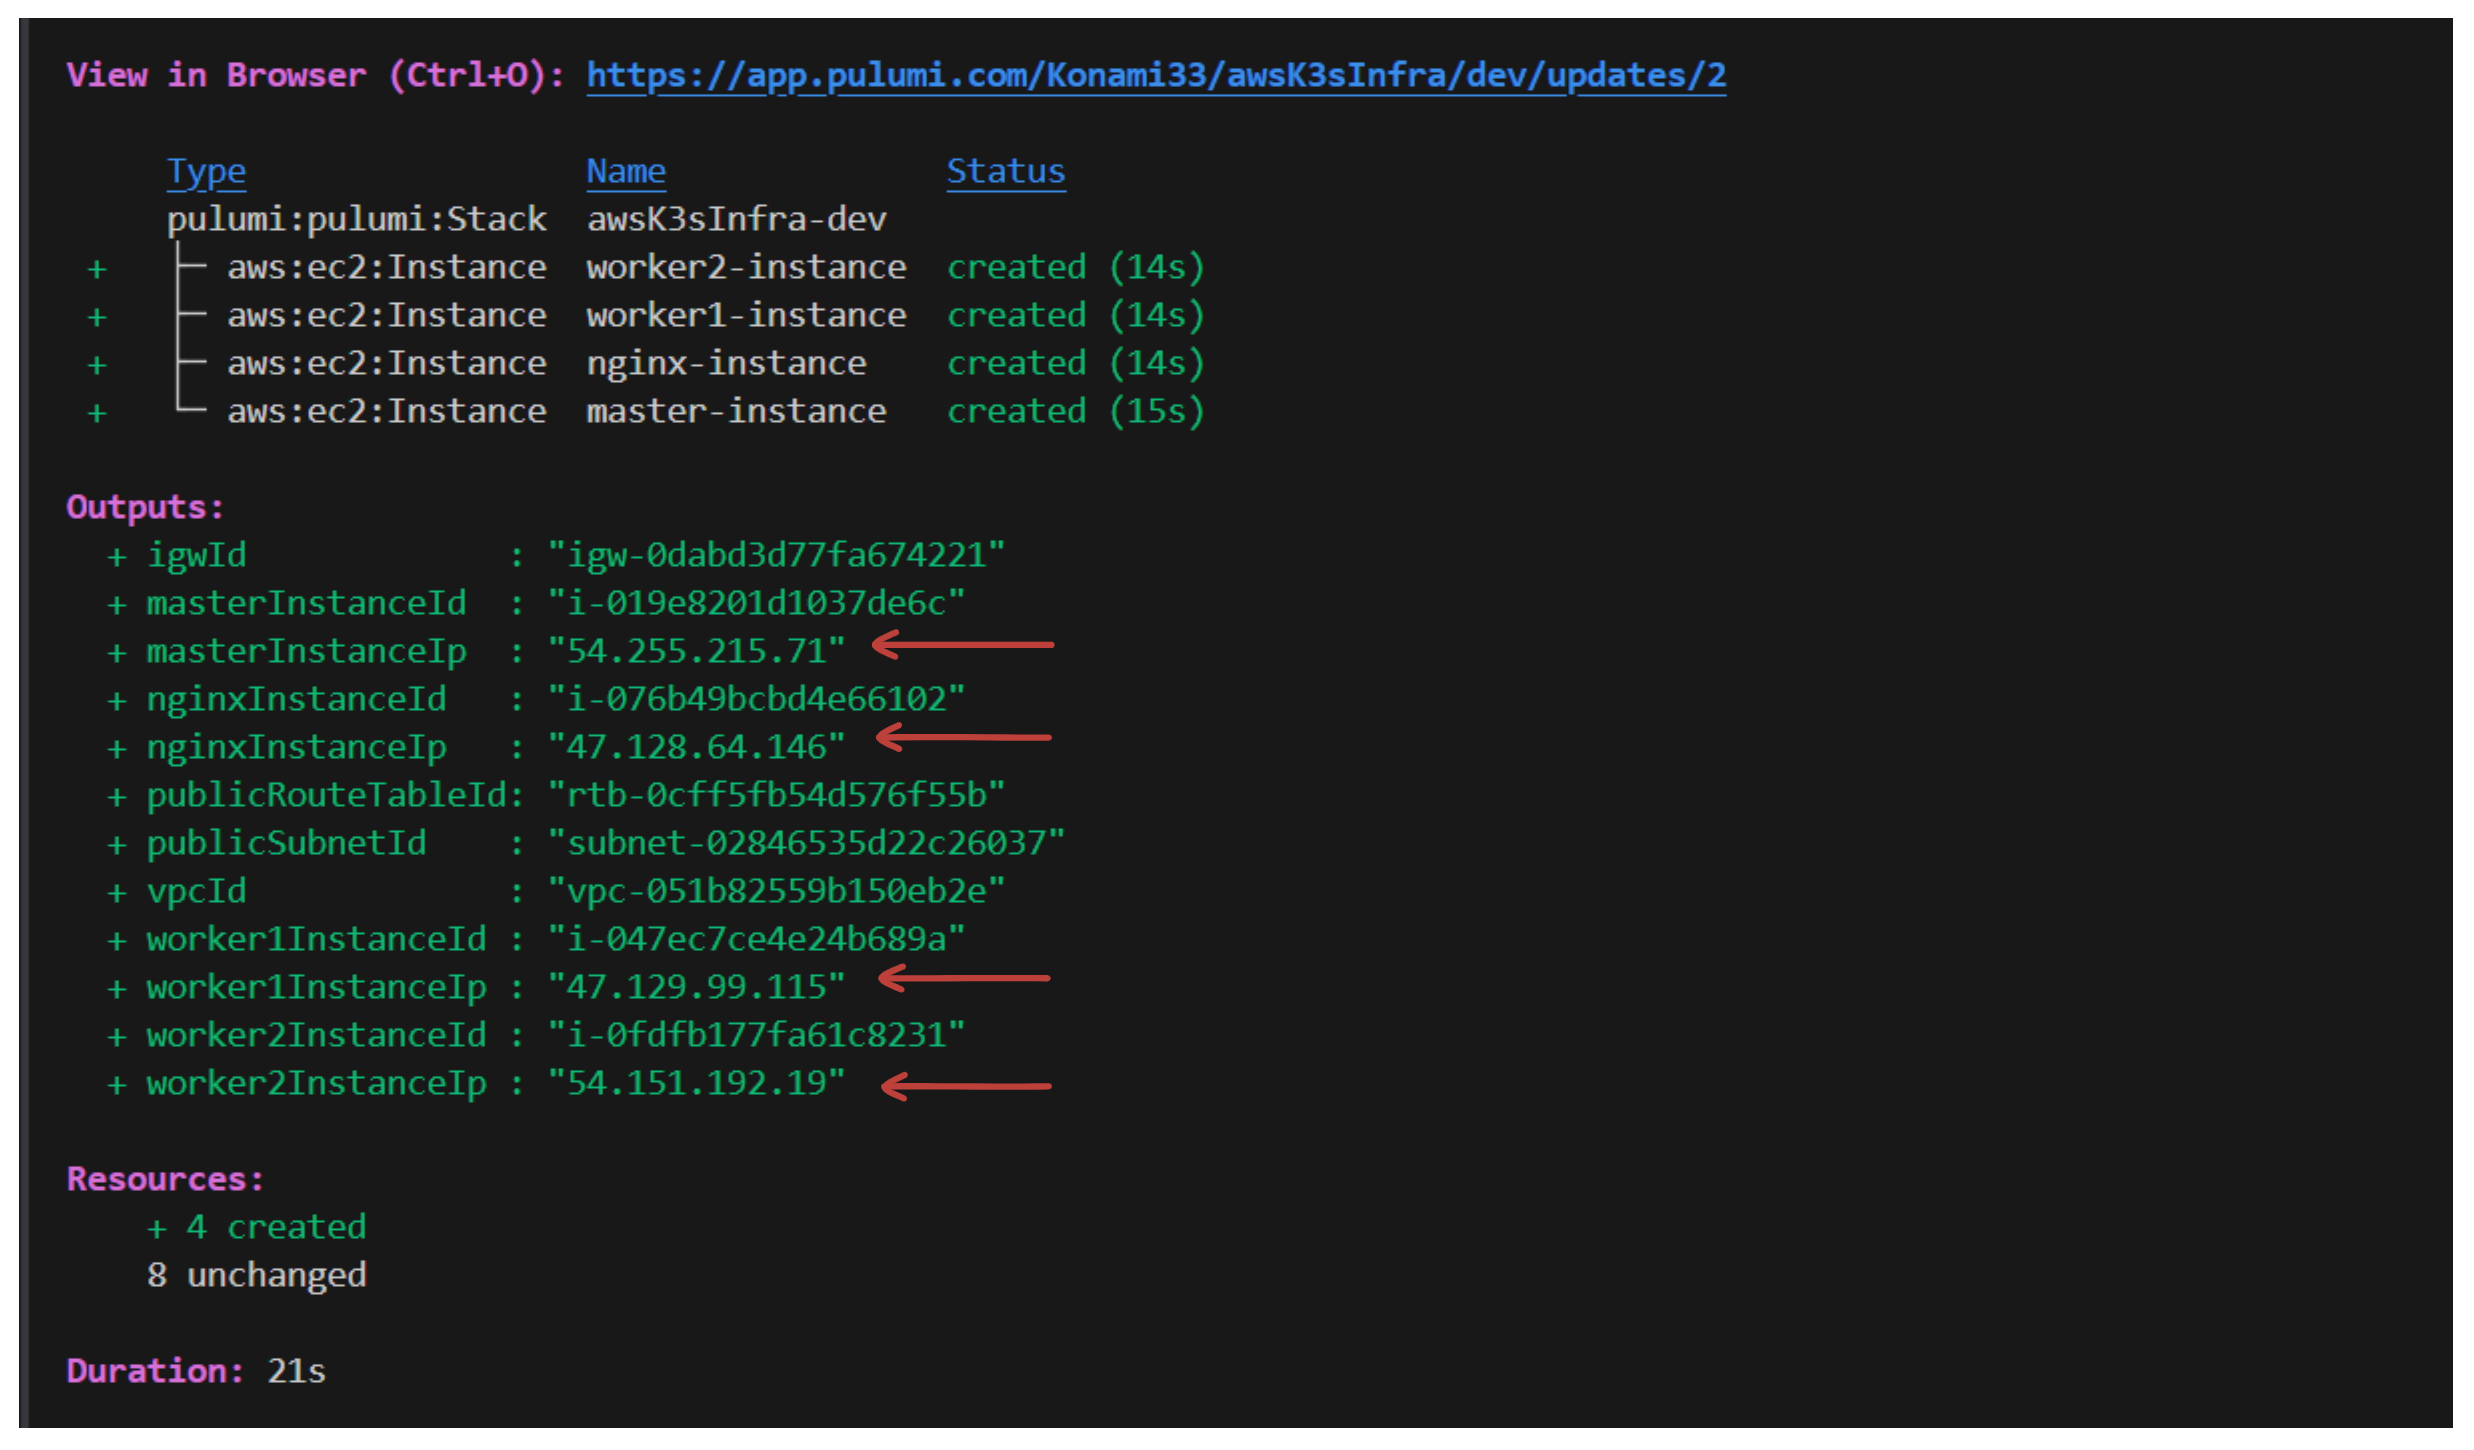 View in Browser (Ctrl+O): https://app.pulumi.com/Konami33/awsK3sInfra/dev/updates/2
Type Name Status
pulumi:pulumi:Stack awsK3sInfra-dev
+ ├─ aws:ec2:Instance worker2-instance created (14s)
+ ├─ aws:ec2:Instance worker1-instance created (14s)
+ ├─ aws:ec2:Instance nginx-instance created (14s)
+ └─ aws:ec2:Instance master-instance created (15s)
Outputs:
+ igwId : "igw-0dabd3d77fa674221"
+ masterInstanceId : "i-019e8201d1037de6c"
+ masterInstanceIp : "54.255.215.71"
+ nginxInstanceId : "i-076b49bcbd4e66102"
+ nginxInstanceIp : "47.128.64.146"
+ publicRouteTableId: "rtb-0cff5fb54d576f55b"
+ publicSubnetId : "subnet-02846535d22c26037"
+ vpcId : "vpc-051b82559b150eb2e"
+ worker1InstanceId : "i-047ec7ce4e24b689a"
+ worker1InstanceIp : "47.129.99.115"
+ worker2InstanceId : "i-0fdfb177fa61c8231"
+ worker2InstanceIp : "54.151.192.19"
Resources:
+ 4 created
8 unchanged
Duration: 21s